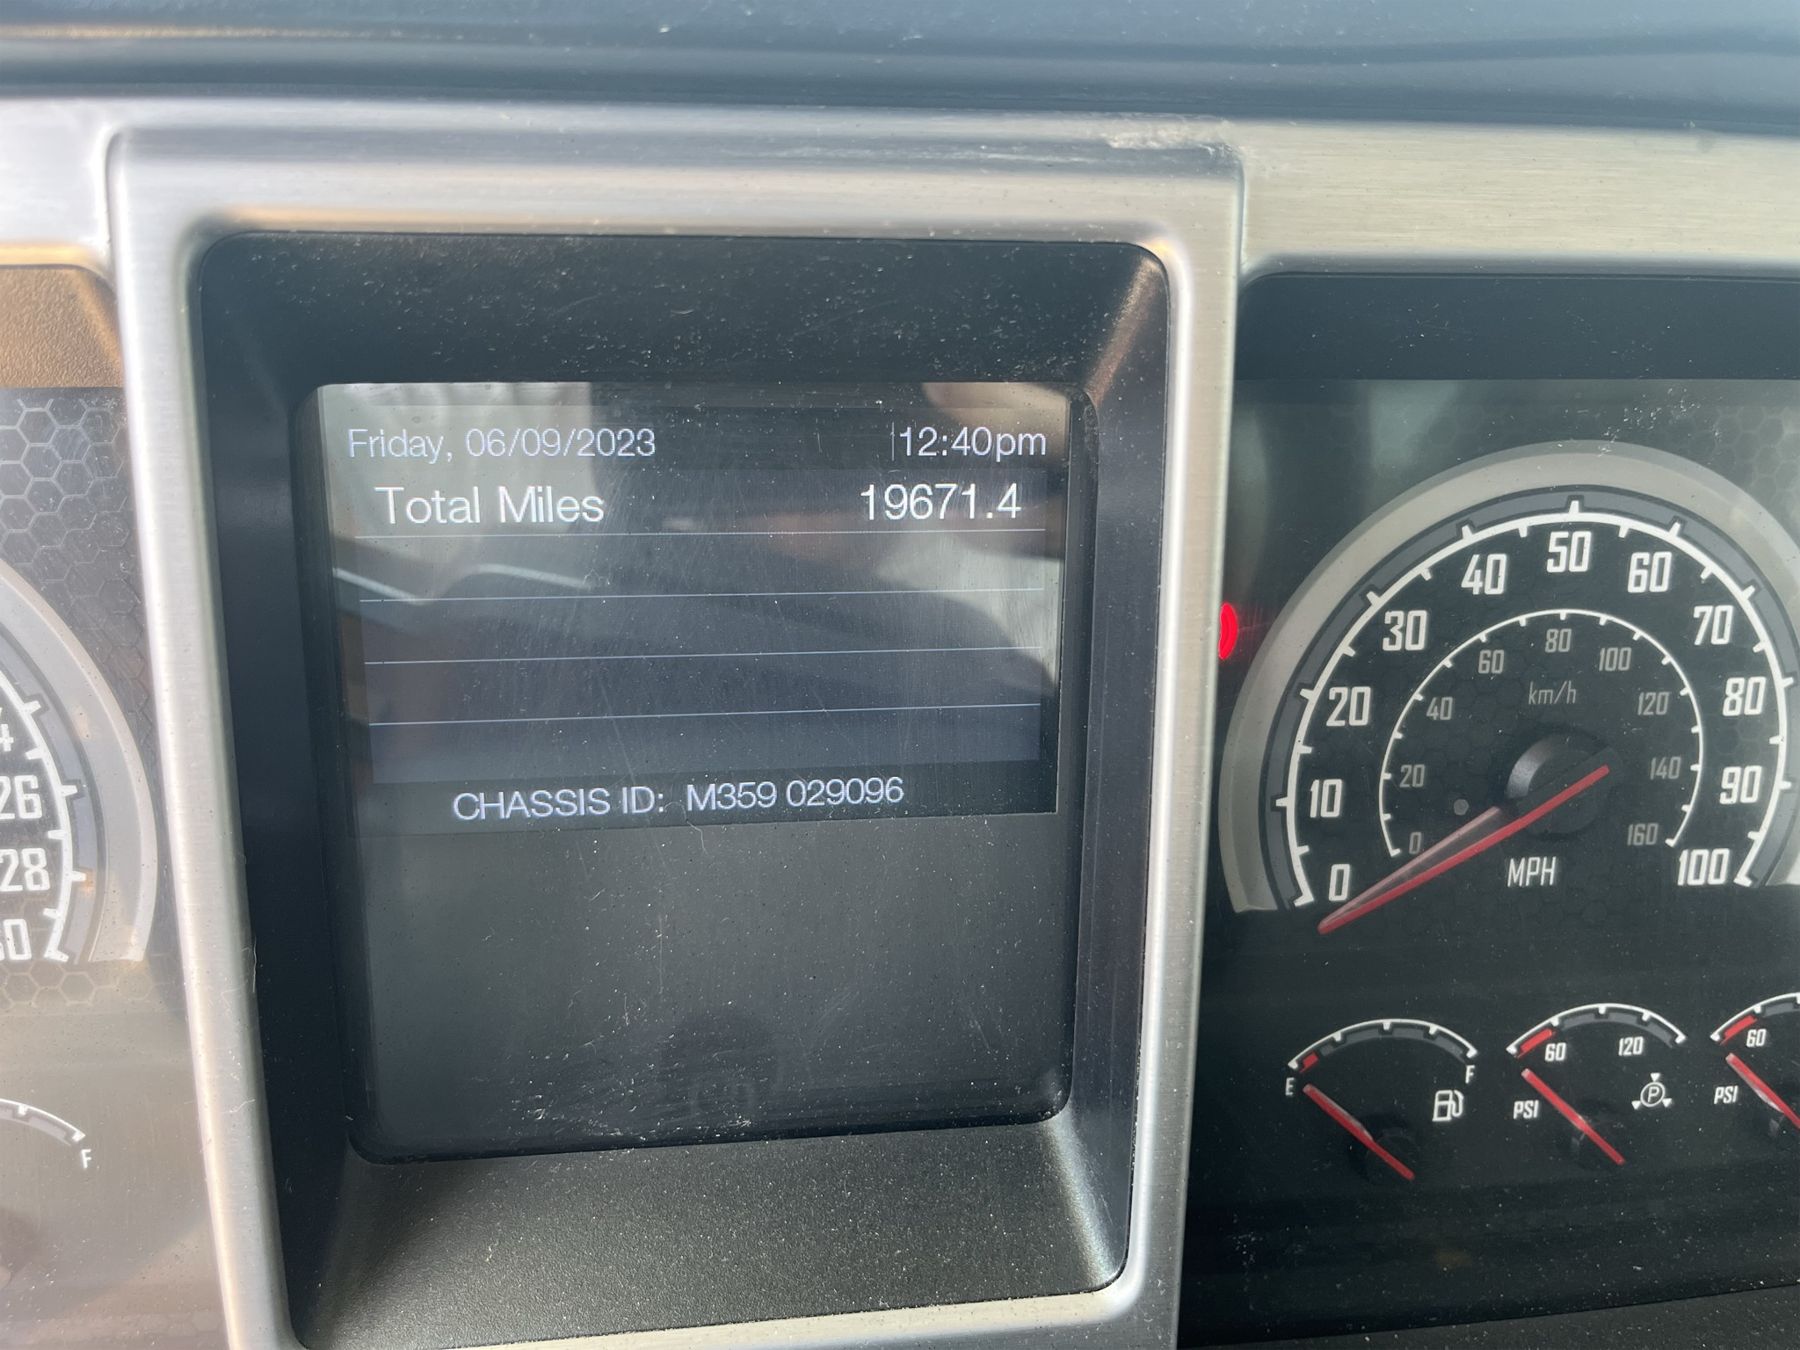 Friday, 06/09/2023 12:40pm
Total Miles 19671.4
CHASSIS ID: M359 029096
0 10 20 30 40 50 60 70 80 90 100
0 20 40 60 80 100 120 140 160
km/h
MPH
E F
60 120
PSI
P
60
PSI
26
28
F